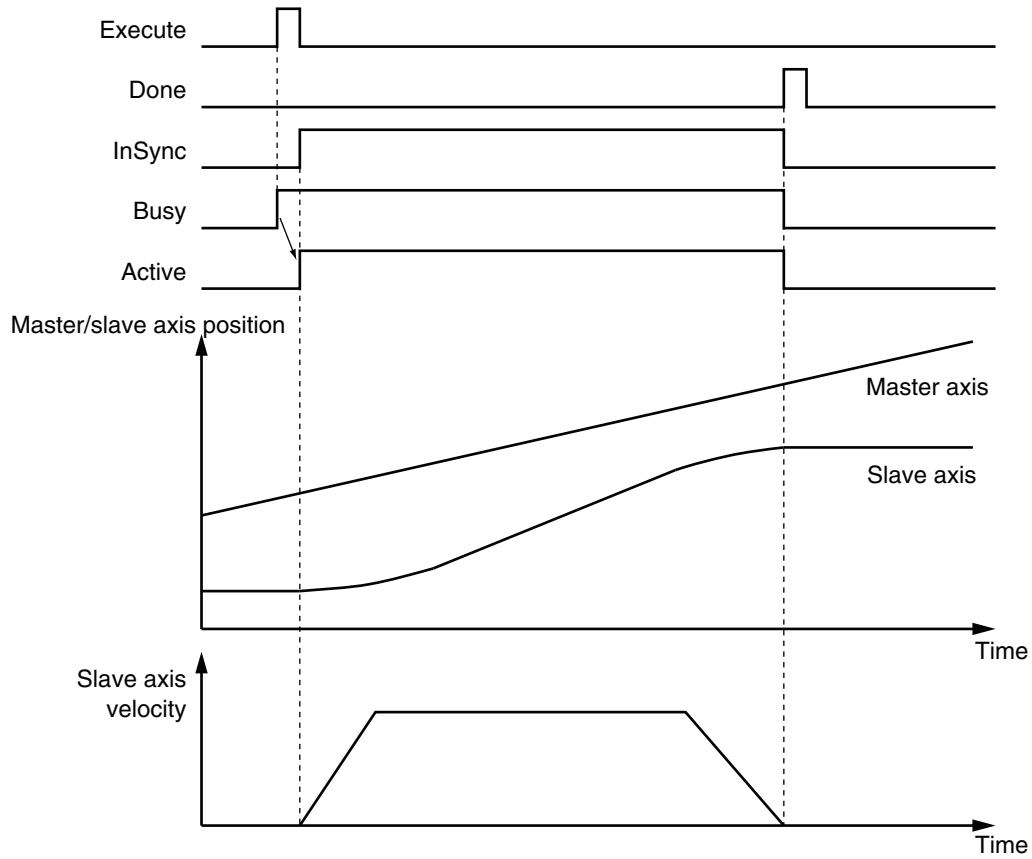 Execute
Done
InSync
Busy
Active
Master/slave axis position
Master axis
Slave axis
Time
Slave axis
velocity
Time